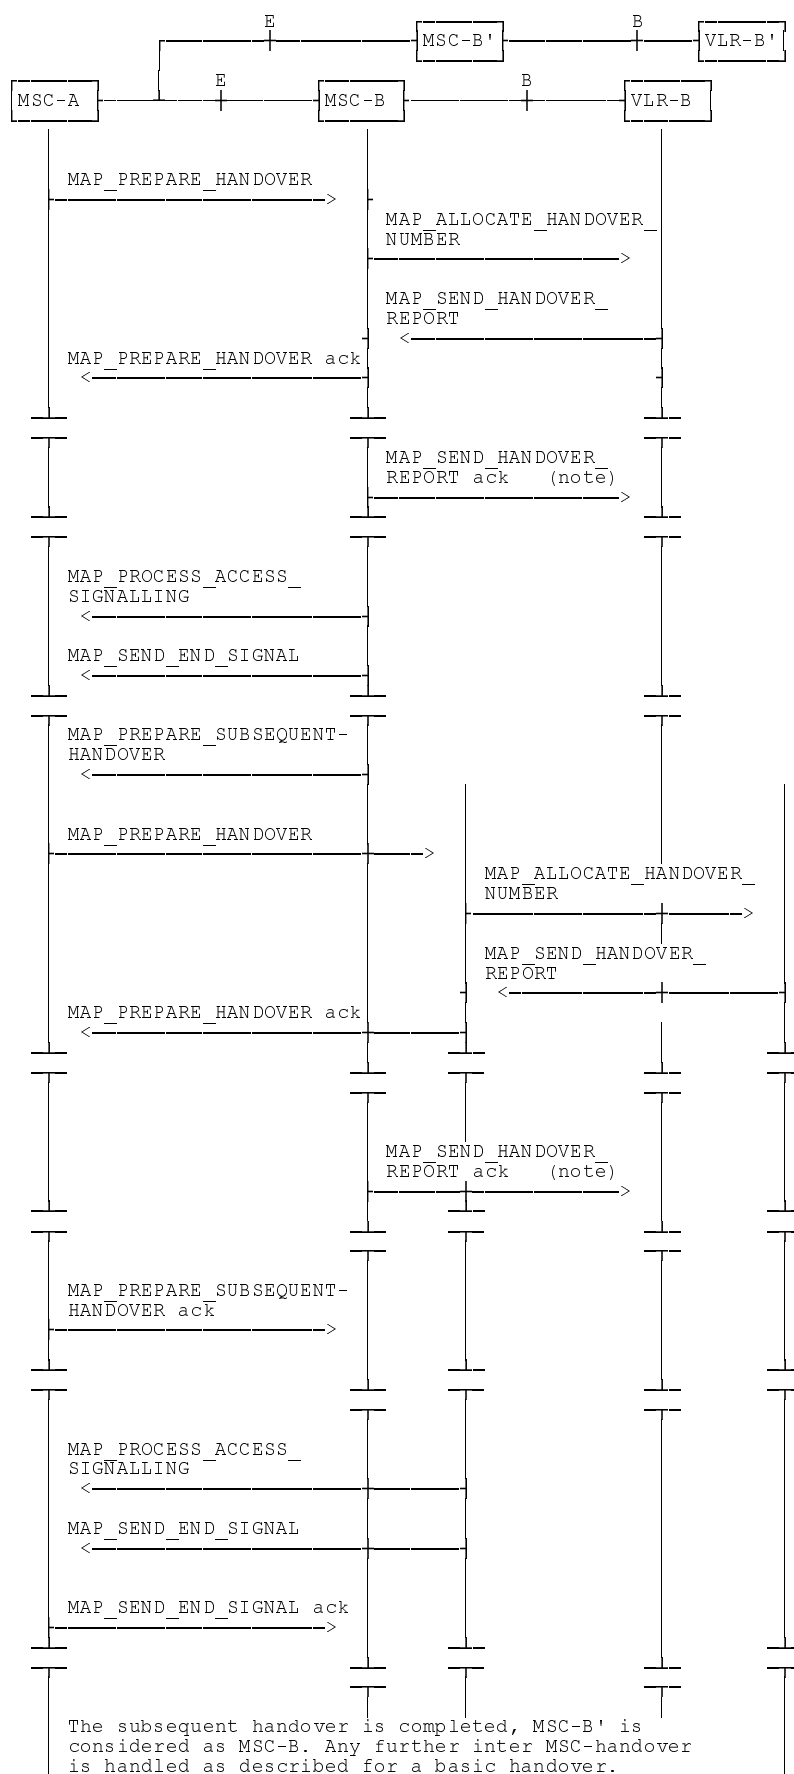 E
B
MSC-B'
VLR-B'
E
B
MSC-A
MSC-B
VLR-B
MAP_PREPARE_HANDOVER
MAP_ALLOCATE_HANDOVER_
NUMBER
MAP_SEND_HANDOVER_
REPORT
MAP_PREPARE_HANDOVER ack
MAP_SEND_HANDOVER_
REPORT ack (note)
MAP_PROCESS_ACCESS_
SIGNALLING
MAP_SEND_END_SIGNAL
MAP_PREPARE_SUBSEQUENT-
HANDOVER
MAP_PREPARE_HANDOVER
MAP_ALLOCATE_HANDOVER_
NUMBER
MAP_SEND_HANDOVER_
REPORT
MAP_PREPARE_HANDOVER ack
MAP_SEND_HANDOVER_
REPORT ack (note)
MAP_PREPARE_SUBSEQUENT-
HANDOVER ack
MAP_PROCESS_ACCESS_
SIGNALLING
MAP_SEND_END_SIGNAL
MAP_SEND_END_SIGNAL ack
The subsequent handover is completed, MSC-B' is
considered as MSC-B. Any further inter MSC-handover
is handled as described for a basic handover.